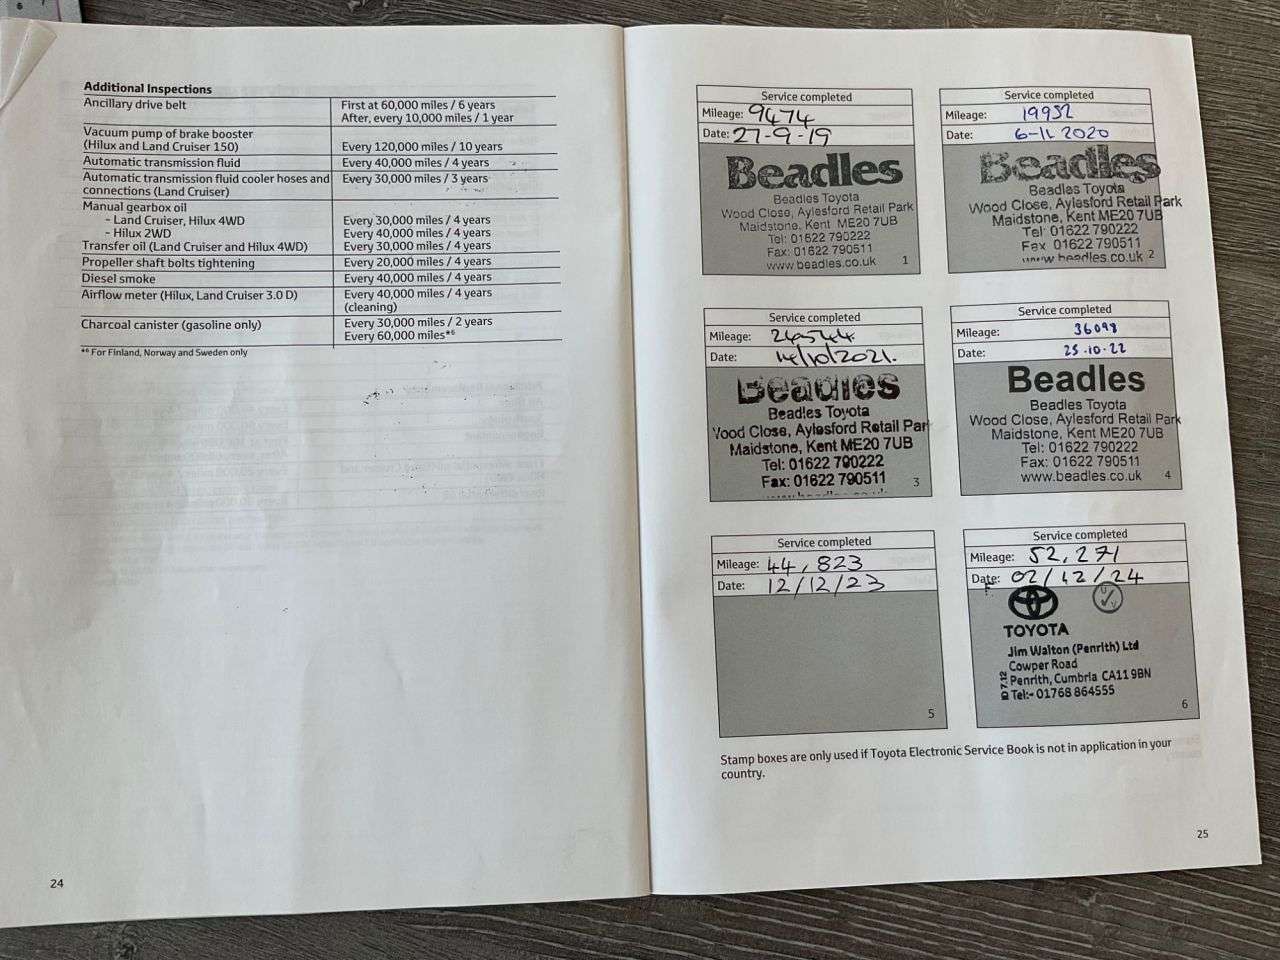 Additional Inspections
Ancillary drive belt First at 60,000 miles / 6 years
After, every 10,000 miles / 1 year
Vacuum pump of brake booster
(Hilux and Land Cruiser 150) Every 120,000 miles / 10 years
Automatic transmission fluid Every 40,000 miles / 4 years
Automatic transmission fluid cooler hoses and Every 30,000 miles / 3 years
connections (Land Cruiser)
Manual gearbox oil
- Land Cruiser, Hilux 4WD Every 30,000 miles / 4 years
- Hilux 2WD Every 40,000 miles / 4 years
Transfer oil (Land Cruiser and Hilux 4WD) Every 30,000 miles / 4 years
Propeller shaft bolts tightening Every 20,000 miles / 4 years
Diesel smoke Every 40,000 miles / 4 years
Airflow meter (Hilux, Land Cruiser 3.0 D) Every 40,000 miles / 4 years
(cleaning)
Charcoal canister (gasoline only) Every 30,000 miles / 2 years
Every 60,000 miles*6
*6 For Finland, Norway and Sweden only
24
Service completed
Mileage: 9474
Date: 27-9-19
Beadles
Beadles Toyota
Wood Close, Aylesford Retail Park
Maidstone, Kent ME20 7UB
Tel: 01622 790222
Fax: 01622 790511
www.beadles.co.uk 1
Service completed
Mileage: 19952
Date: 6-11 2020
Beadles
Beadles Toyota
Wood Close, Aylesford Retail Park
Maidstone, Kent ME20 7UB
Tel: 01622 790222
Fax 01622 790511
www beadles.co.uk 2
Service completed
Mileage: 26544
Date: 14/10/2021.
Beadles
Beadles Toyota
Wood Close, Aylesford Retail Par
Maidstone, Kent ME20 7UB
Tel: 01622 790222
Fax: 01622 790511
3
Service completed
Mileage: 36098
Date: 25.10.22
Beadles
Beadles Toyota
Wood Close, Aylesford Retail Park
Maidstone, Kent ME20 7UB
Tel: 01622 790222
Fax: 01622 790511
www.beadles.co.uk 4
Service completed
Mileage: 44,823
Date: 12/12/23
5
Service completed
Mileage: 52,271
Date: 02/12/24
TOYOTA
Jim Walton (Penrith) Ltd
Cowper Road
Penrith, Cumbria CA11 9BN
Tel:- 01768 864555
ID 7.12
6
Stamp boxes are only used if Toyota Electronic Service Book is not in application in your
country.
25